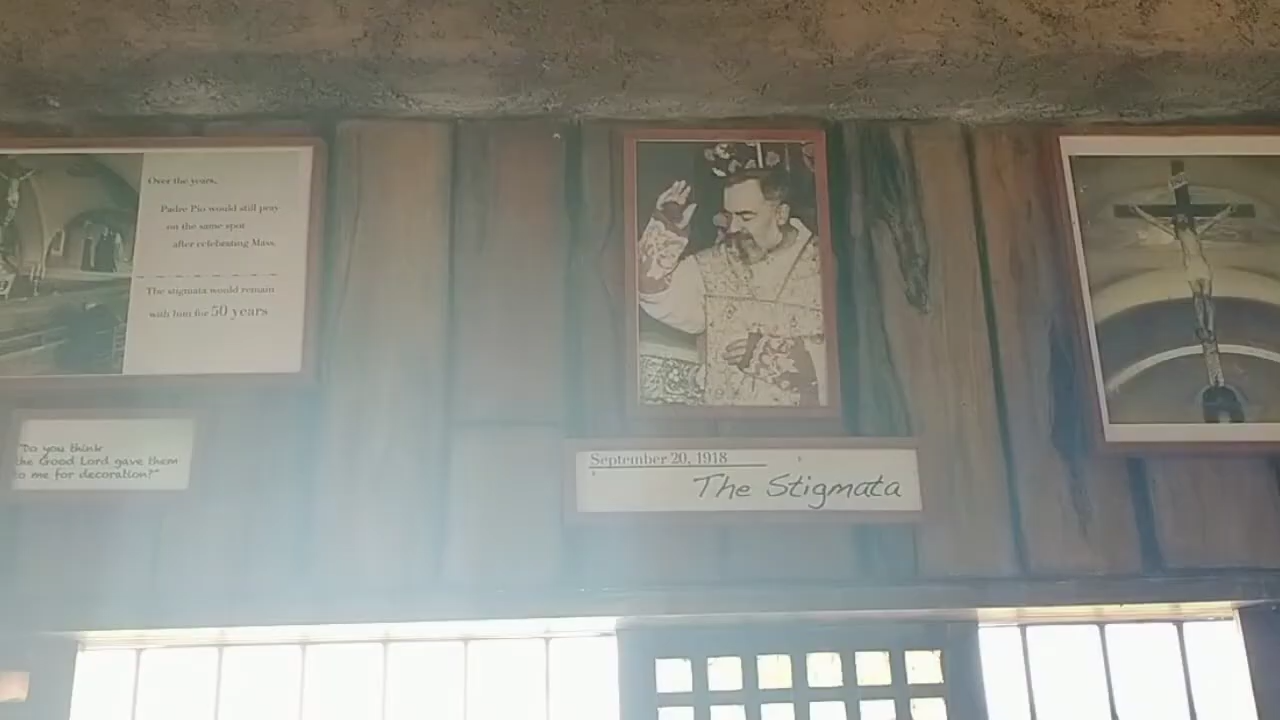 Over the years,
Padre Pio would still pray
on the same spot
after celebrating Mass.
The stigmata would remain
with him for 50 years
"Do you think
the Good Lord gave them
to me for decoration?"
September 20, 1918
The Stigmata